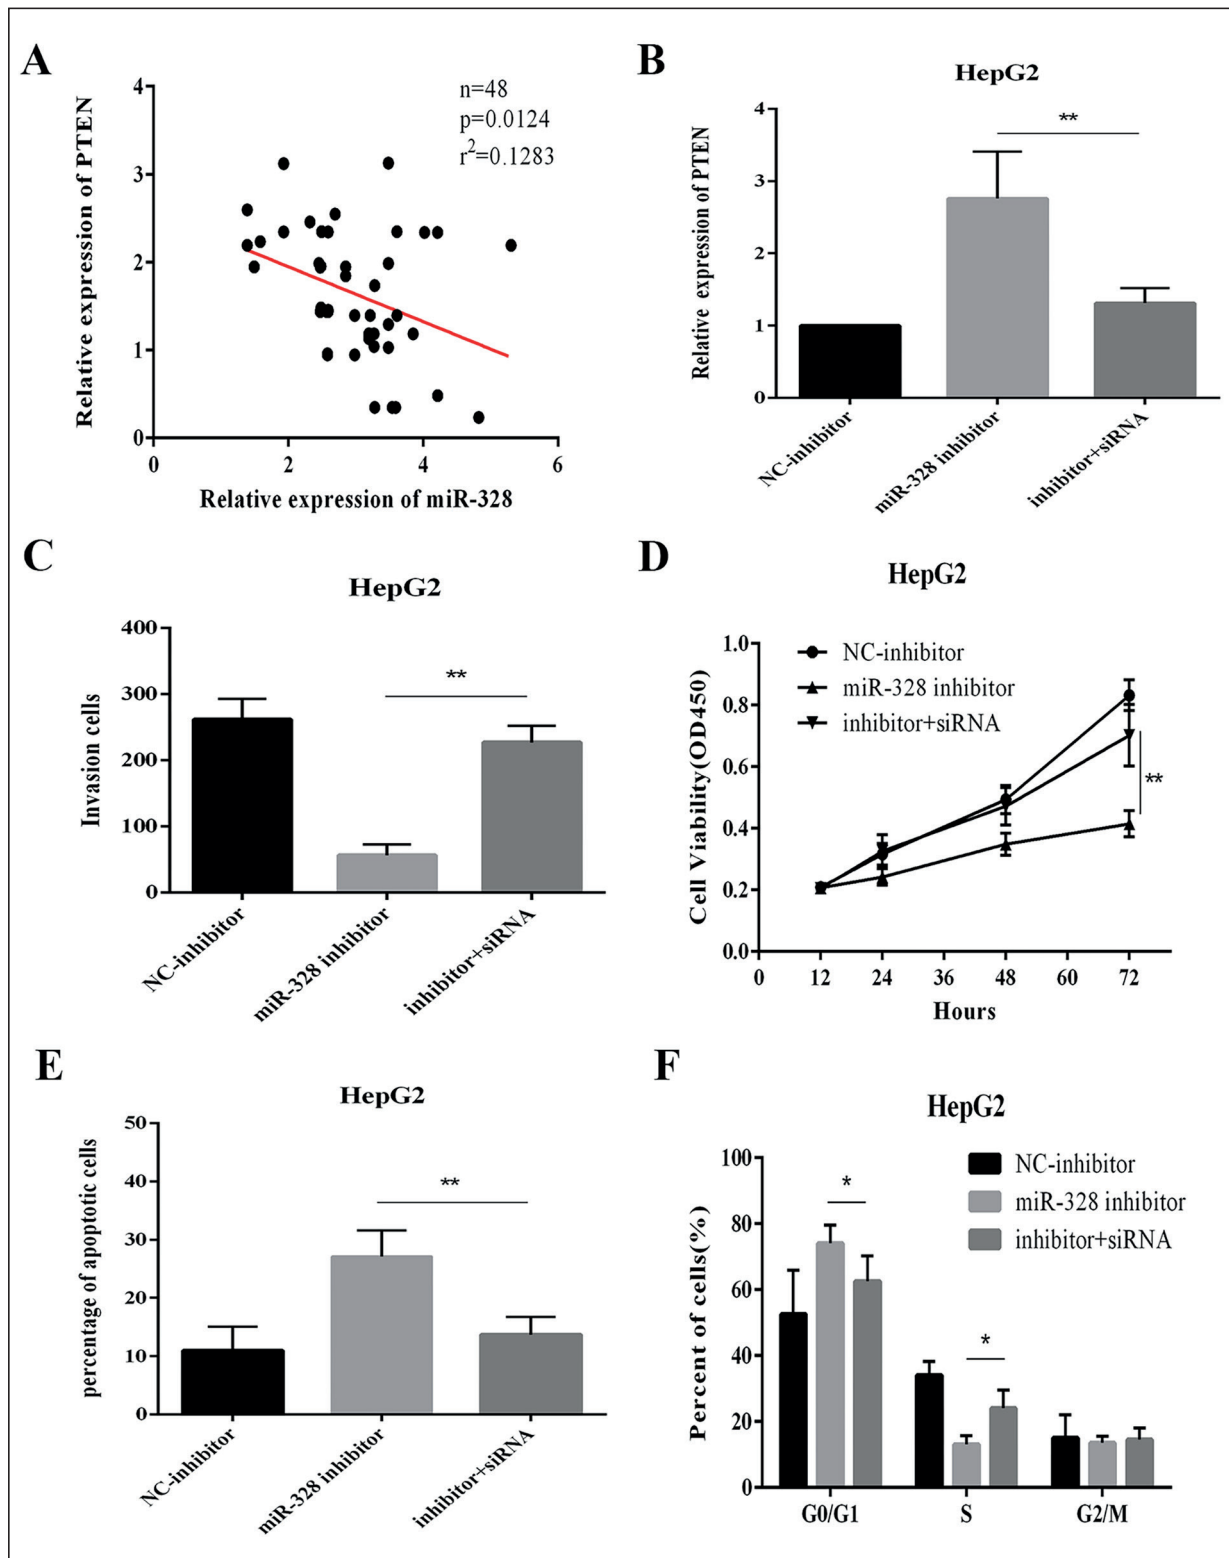 A
n=48
p=0.0124
r²=0.1283
Relative expression of PTEN
4
3
2
1
0
0 2 4 6
Relative expression of miR-328
B
HepG2
**
Relative expression of PTEN
4
3
2
1
0
NC-inhibitor
miR-328 inhibitor
inhibitor+siRNA
C
HepG2
**
Invasion cells
400
300
200
100
0
NC-inhibitor
miR-328 inhibitor
inhibitor+siRNA
D
HepG2
NC-inhibitor
miR-328 inhibitor
inhibitor+siRNA
**
Cell Viability(OD450)
1.0
0.8
0.6
0.4
0.2
0.0
0 12 24 36 48 60 72
Hours
E
HepG2
**
percentage of apoptotic cells
50
40
30
20
10
0
NC-inhibitor
miR-328 inhibitor
inhibitor+siRNA
F
HepG2
NC-inhibitor
miR-328 inhibitor
inhibitor+siRNA
*
*
Percent of cells(%)
100
80
60
40
20
0
G0/G1 S G2/M